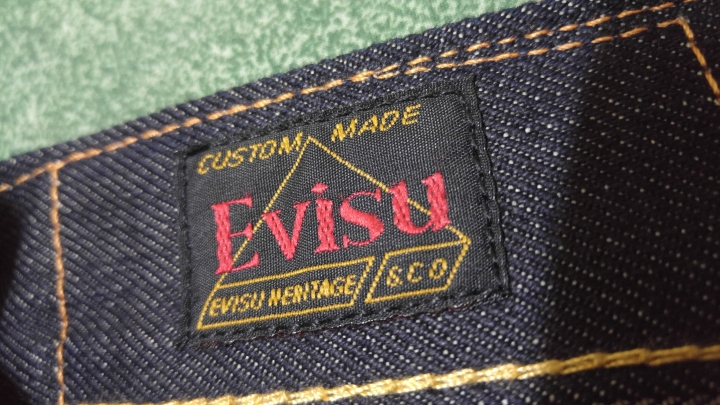 CUSTOM MADE
Evisu
EVISU HERITAGE & CO